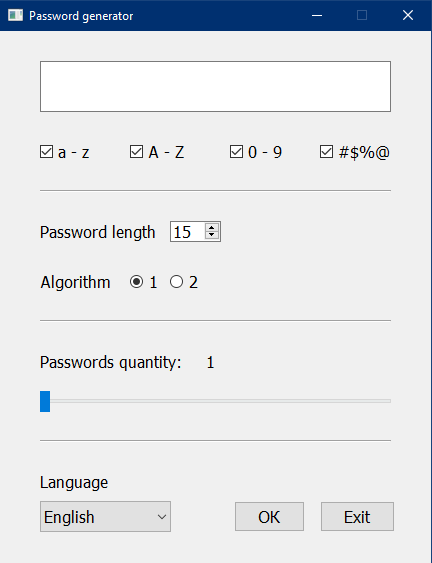 Password generator
a - z A - Z 0 - 9 #$%@
Password length 15
Algorithm 1 2
Passwords quantity: 1
Language
English OK Exit